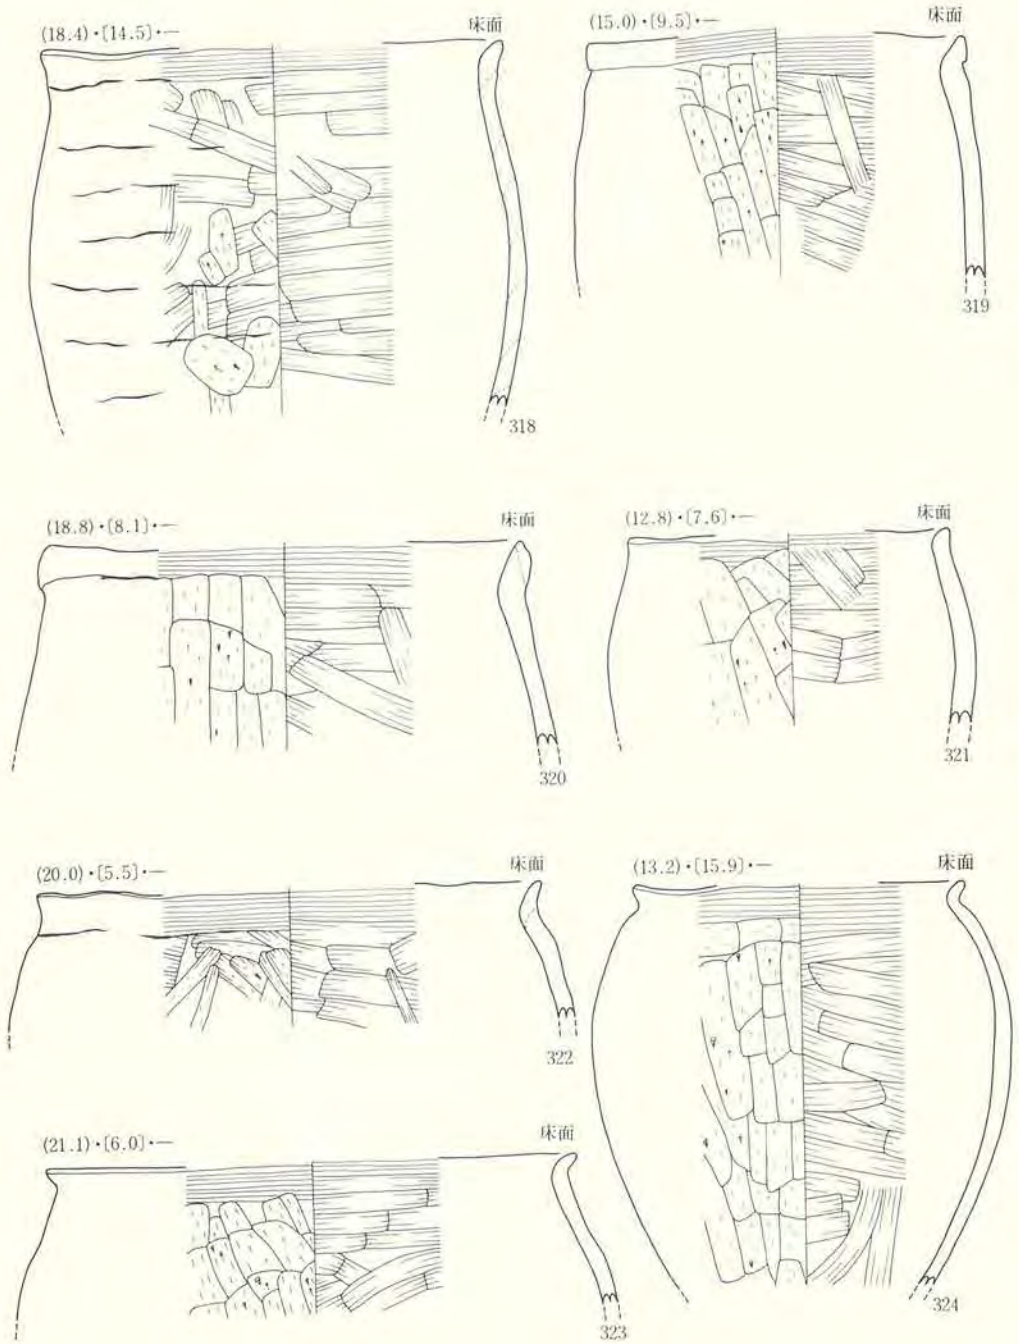 (18.4)・〔14.5〕・―
床面
318
(15.0)・〔9.5〕・―
床面
319
(18.8)・〔8.1〕・―
床面
320
(12.8)・〔7.6〕・―
床面
321
(20.0)・〔5.5〕・―
床面
322
(13.2)・〔15.9〕・―
床面
324
(21.1)・〔6.0〕・―
床面
323